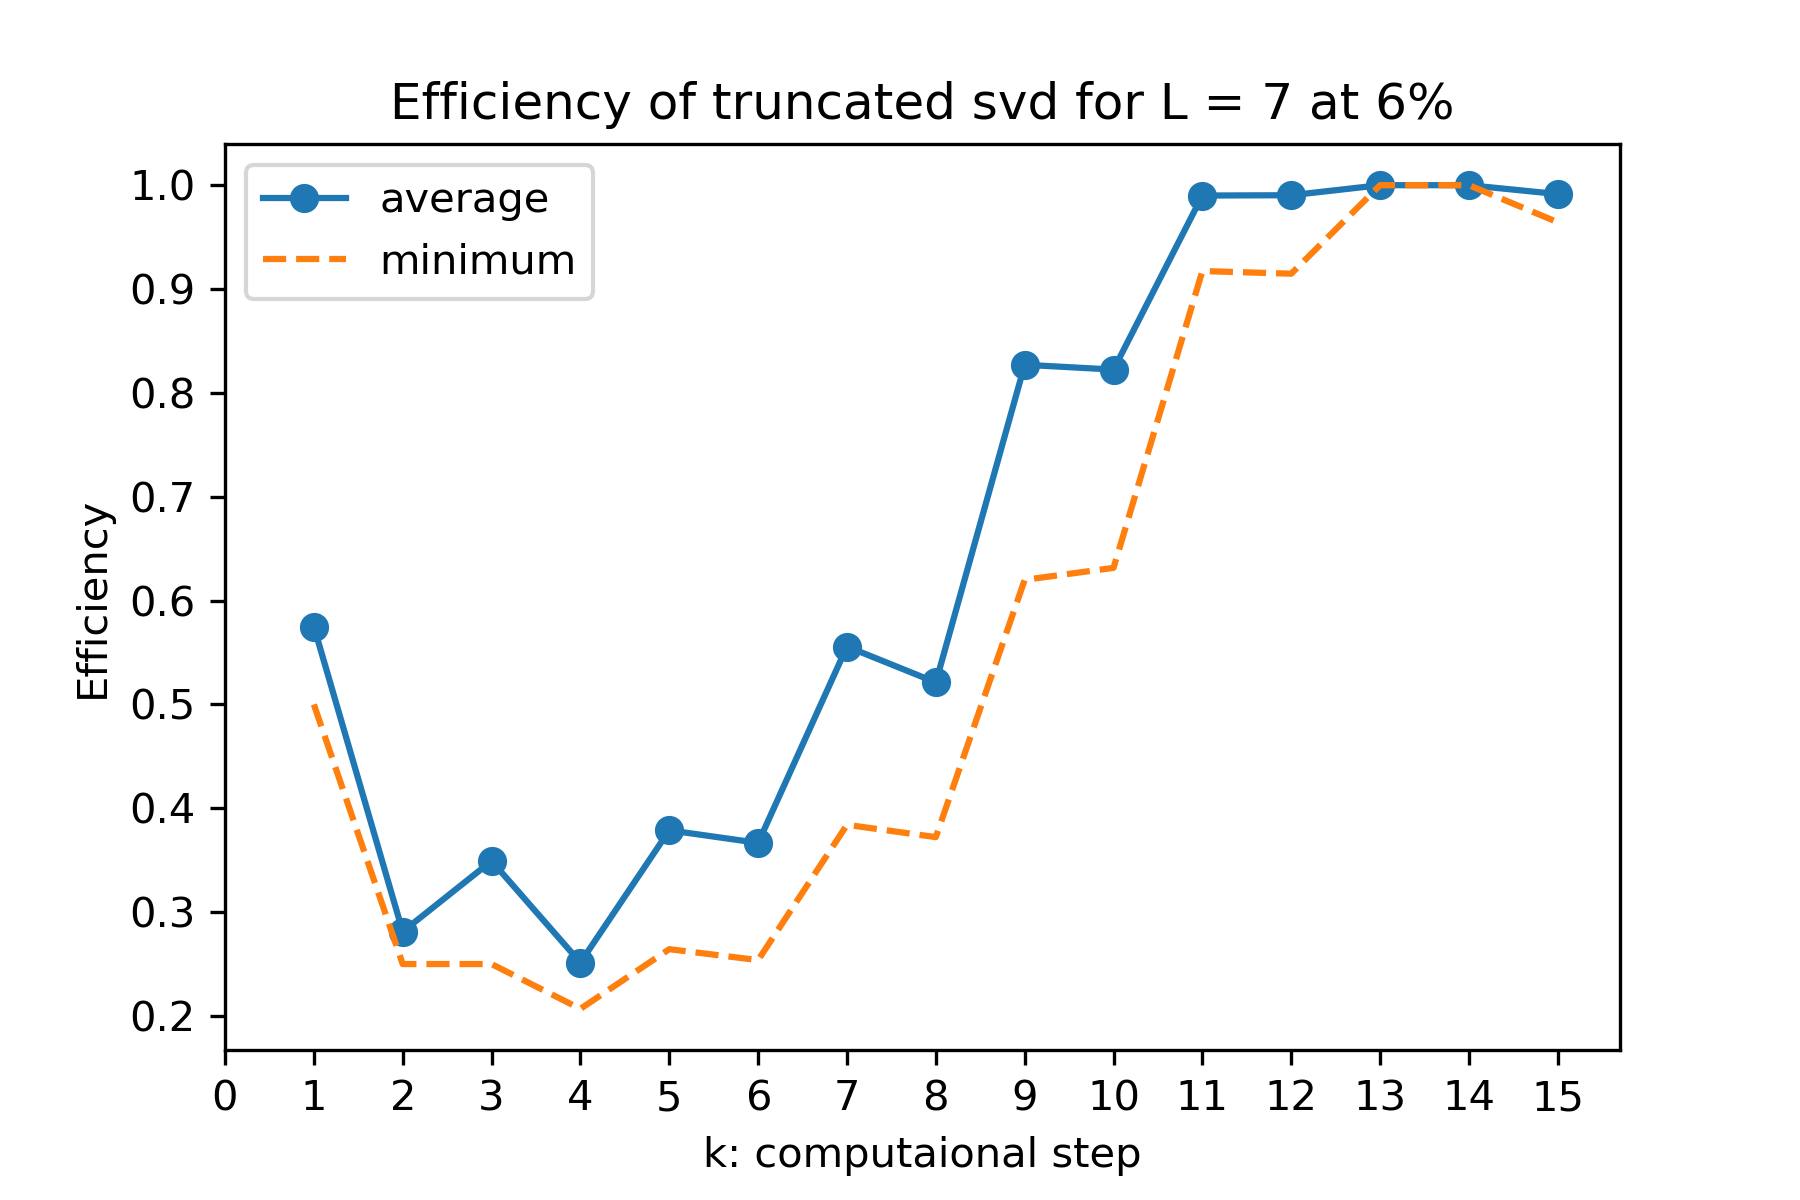 Efficiency of truncated svd for L = 7 at 6%
average
minimum
1.0
0.9
0.8
0.7
0.6
0.5
0.4
0.3
0.2
Efficiency
0 1 2 3 4 5 6 7 8 9 10 11 12 13 14 15
k: computaional step